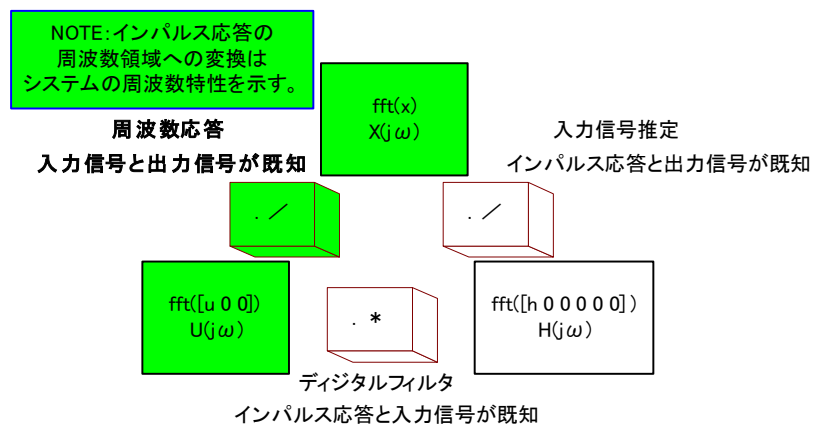 NOTE:インパルス応答の
周波数領域への変換は
システムの周波数特性を示す。
fft(x)
X(jω)
周波数応答
入力信号と出力信号が既知
入力信号推定
インパルス応答と出力信号が既知
. ／
. ／
fft([u 0 0])
U(jω)
. *
fft([h 0 0 0 0 0] )
H(jω)
ディジタルフィルタ
インパルス応答と入力信号が既知